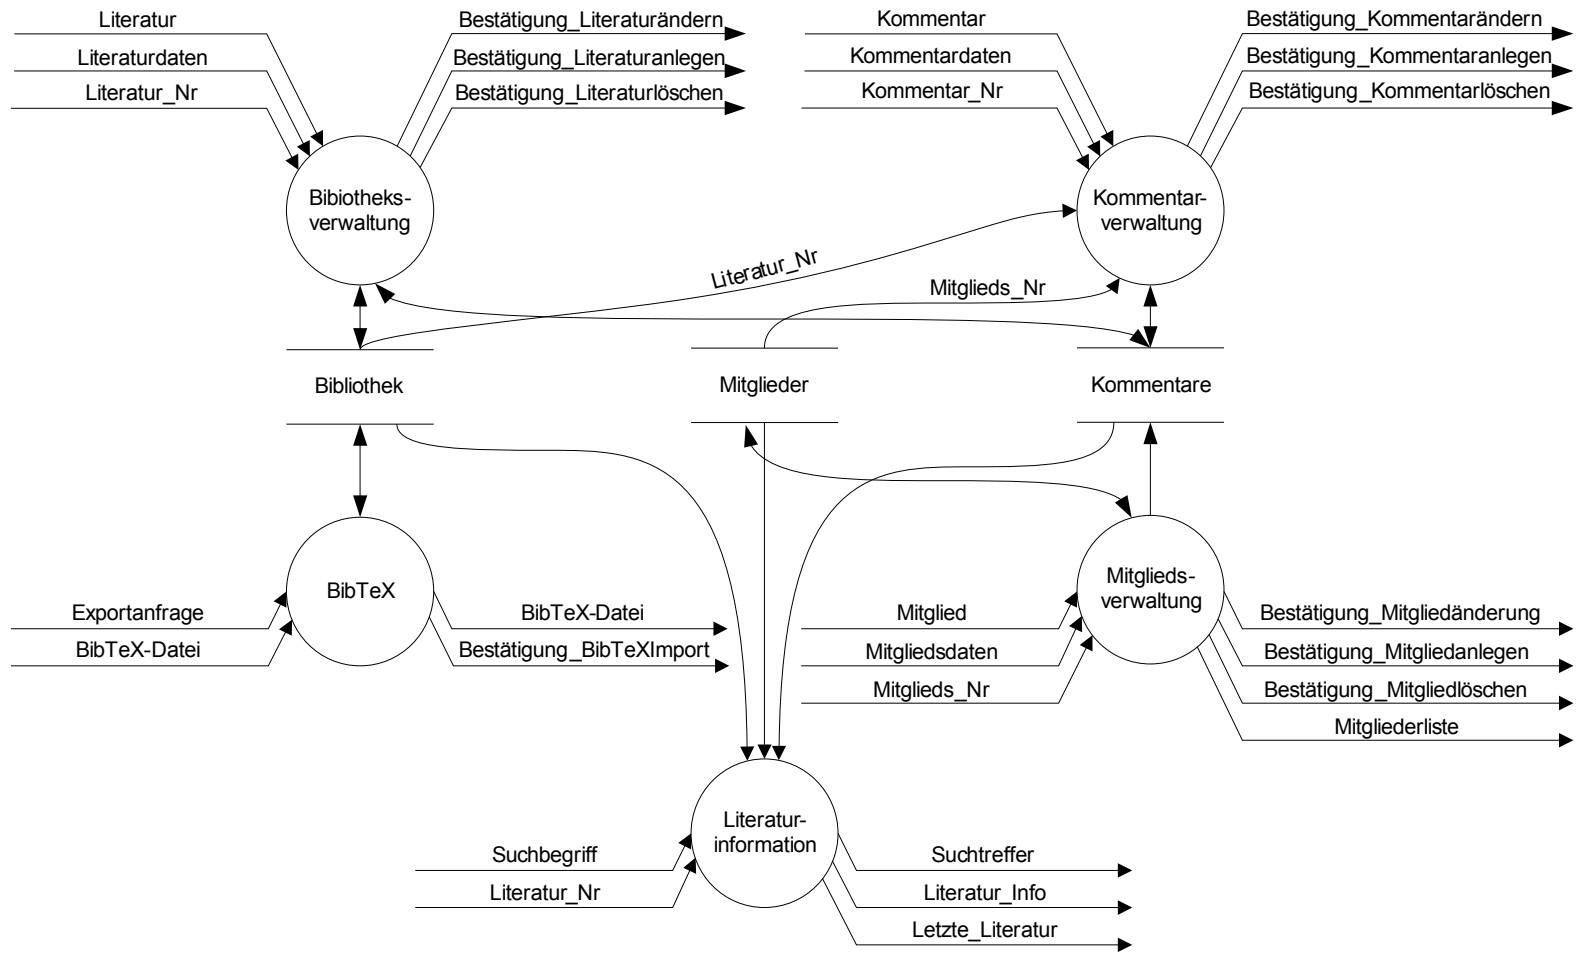 Literatur
Literaturdaten
Literatur_Nr
Bestätigung_Literaturändern
Bestätigung_Literaturanlegen
Bestätigung_Literaturlöschen
Kommentar
Kommentardaten
Kommentar_Nr
Bestätigung_Kommentarändern
Bestätigung_Kommentaranlegen
Bestätigung_Kommentarlöschen
Bibiotheks-
verwaltung
Kommentar-
verwaltung
Literatur_Nr
Mitglieds_Nr
Bibliothek
Mitglieder
Kommentare
BibTeX
Exportanfrage
BibTeX-Datei
BibTeX-Datei
Bestätigung_BibTeXImport
Mitglieds-
verwaltung
Mitglied
Mitgliedsdaten
Mitglieds_Nr
Bestätigung_Mitgliedänderung
Bestätigung_Mitgliedanlegen
Bestätigung_Mitgliedlöschen
Mitgliederliste
Literatur-
information
Suchbegriff
Literatur_Nr
Suchtreffer
Literatur_Info
Letzte_Literatur